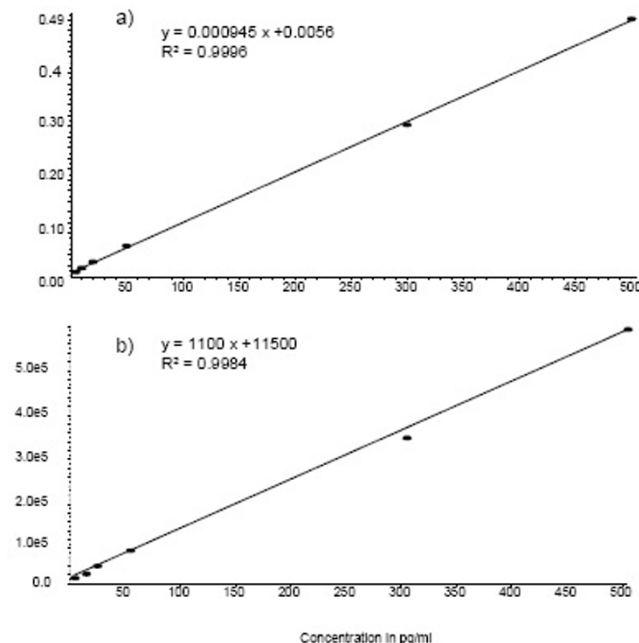 a)
y = 0.000945 x +0.0056
R² = 0.9996
0.49
0.4
0.30
0.20
0.10
0.00
50 100 150 200 250 300 350 400 450 500
b)
y = 1100 x +11500
R² = 0.9984
5.0e5
4.0e5
3.0e5
2.0e5
1.0e5
0.0
50 100 150 200 250 300 350 400 450 500
Concentration in pg/ml